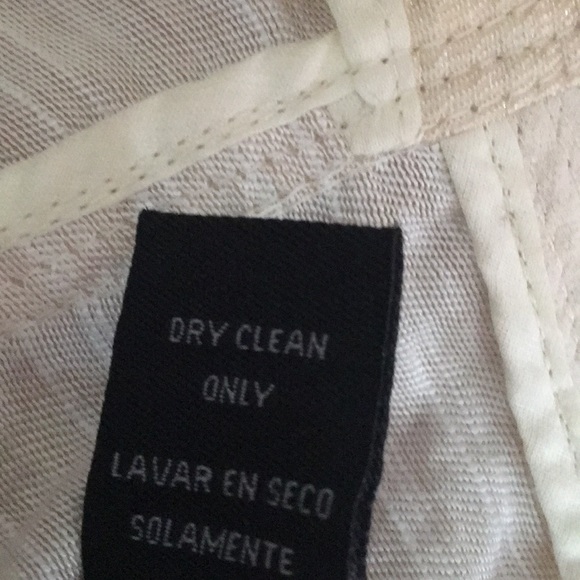 DRY CLEAN
ONLY
LAVAR EN SECO
SOLAMENTE